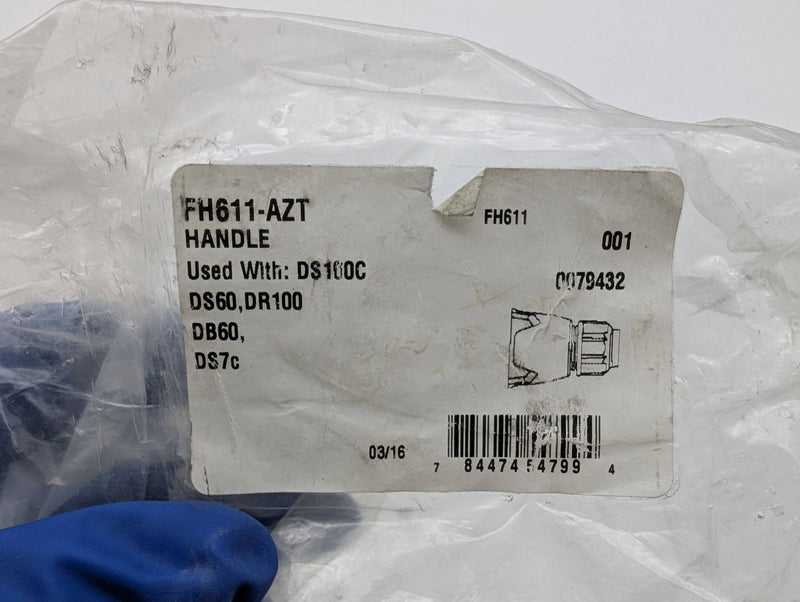 FH611-AZT
FH611
HANDLE
001
Used With: DS100C
0079432
DS60,DR100
DB60,
DS7c
03/16
7 84474 54799 4